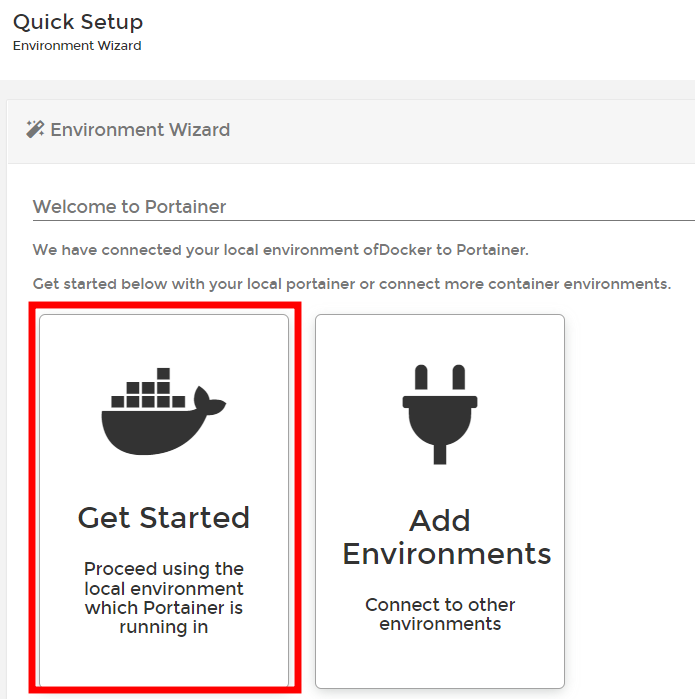 Quick Setup
Environment Wizard
Environment Wizard
Welcome to Portainer
We have connected your local environment ofDocker to Portainer.
Get started below with your local portainer or connect more container environments.
Get Started
Proceed using the
local environment
which Portainer is
running in
Add
Environments
Connect to other
environments